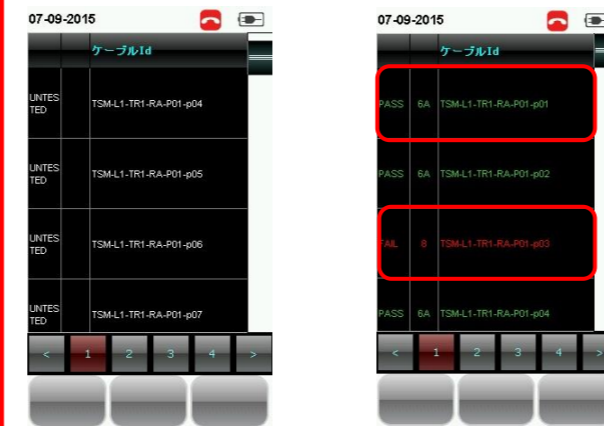 07-09-2015
ケーブルId
UNTES
TED
TSM-L1-TR1-RA-P01-p04
UNTES
TED
TSM-L1-TR1-RA-P01-p05
UNTES
TED
TSM-L1-TR1-RA-P01-p06
UNTES
TED
TSM-L1-TR1-RA-P01-p07
< 1 2 3 4 >
07-09-2015
ケーブルId
PASS 6A TSM-L1-TR1-RA-P01-p01
PASS 6A TSM-L1-TR1-RA-P01-p02
FAIL 8 TSM-L1-TR1-RA-P01-p03
PASS 6A TSM-L1-TR1-RA-P01-p04
< 1 2 3 4 >